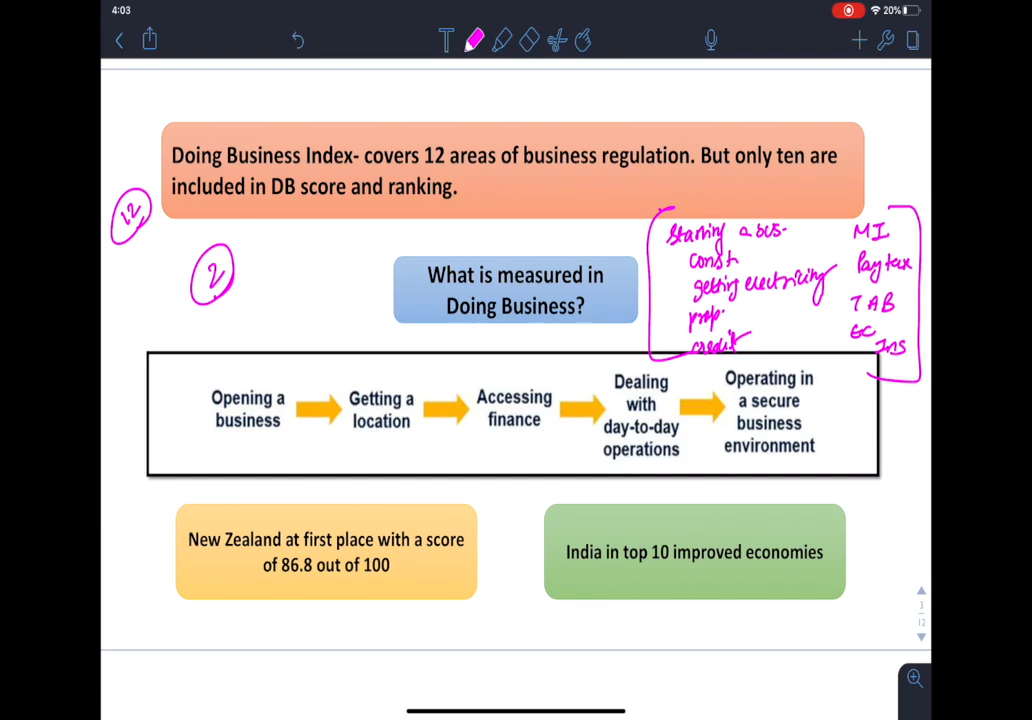 4:03
20%
T
Doing Business Index- covers 12 areas of business regulation. But only ten are
included in DB score and ranking.
12
2
Starting a bus-
const
getting electricity
prop.
credit
MI
Pay tax
TAB
EC
Ins
What is measured in
Doing Business?
Opening a
business
Getting a
location
Accessing
finance
Dealing
with
day-to-day
operations
Operating in
a secure
business
environment
New Zealand at first place with a score
of 86.8 out of 100
India in top 10 improved economies
3
12